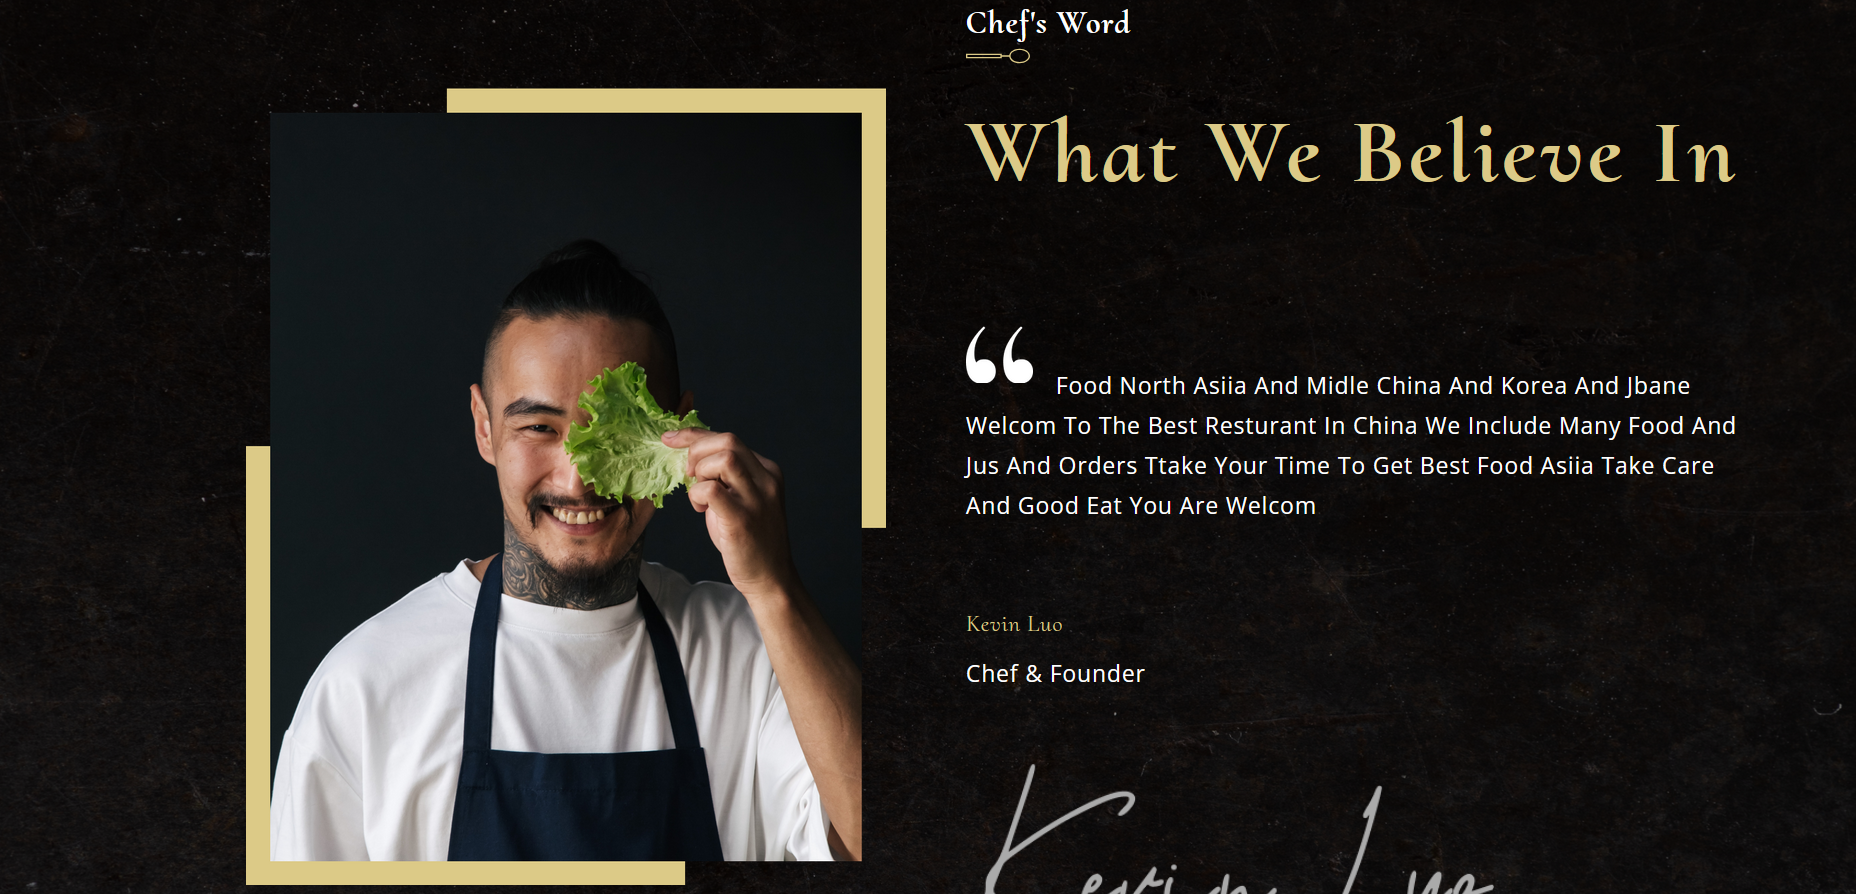 Chef's Word
What We Believe In
“ Food North Asiia And Midle China And Korea And Jbane
Welcom To The Best Resturant In China We Include Many Food And
Jus And Orders Ttake Your Time To Get Best Food Asiia Take Care
And Good Eat You Are Welcom
Kevin Luo
Chef & Founder
Kevin Luo